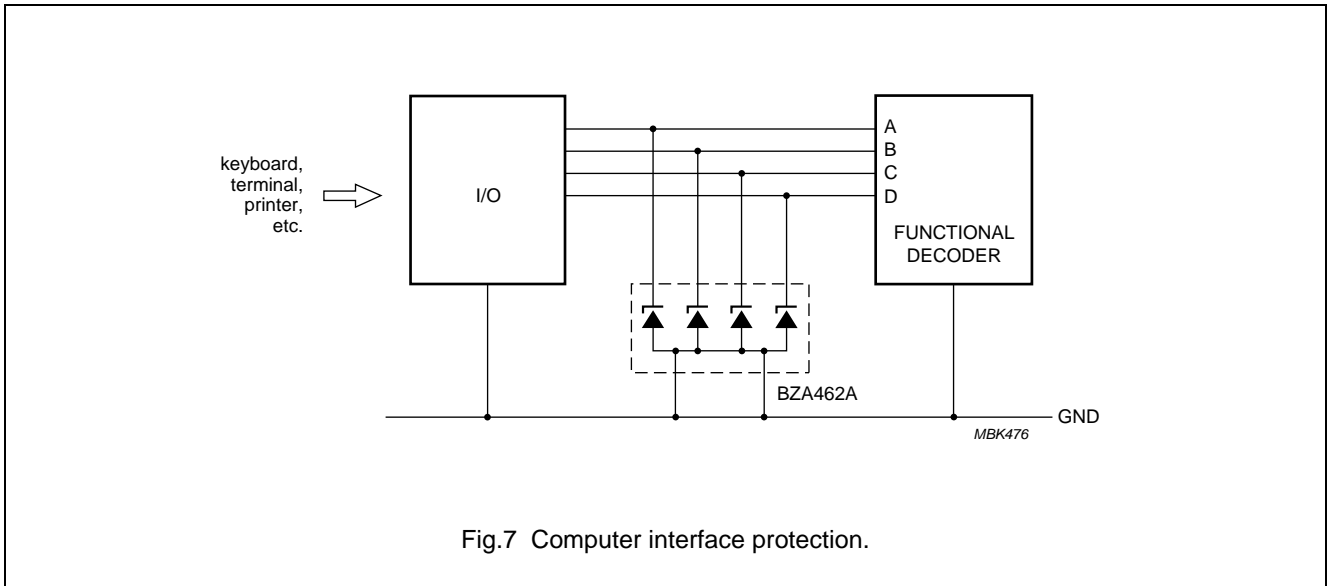 keyboard,
terminal,
printer,
etc.
I/O
A
B
C
D
FUNCTIONAL
DECODER
BZA462A
GND
MBK476
Fig.7 Computer interface protection.